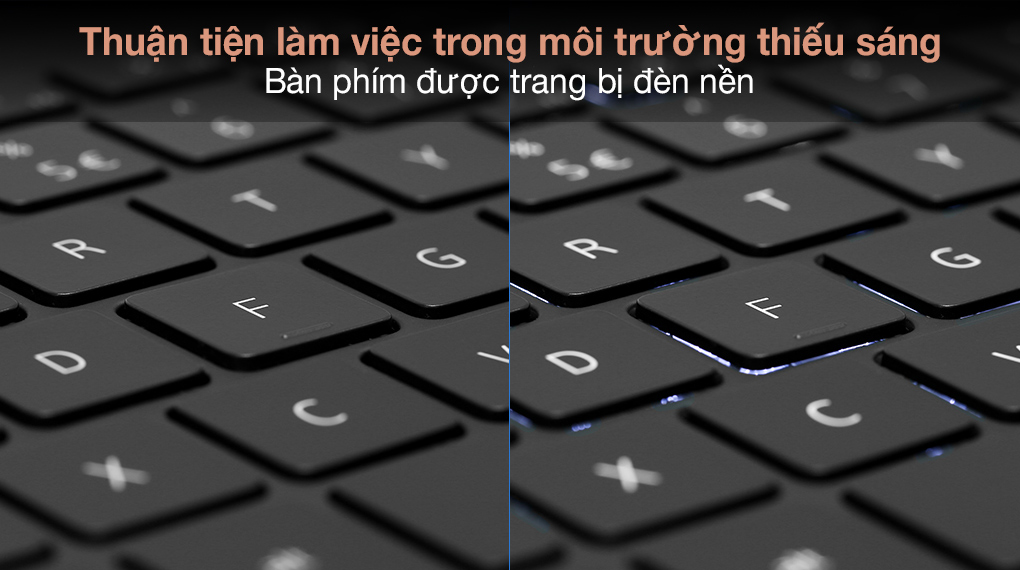 Thuận tiện làm việc trong môi trường thiếu sáng
Bàn phím được trang bị đèn nền
$ € Y $ € Y
R T G R T G
F F
D D
C C
X X